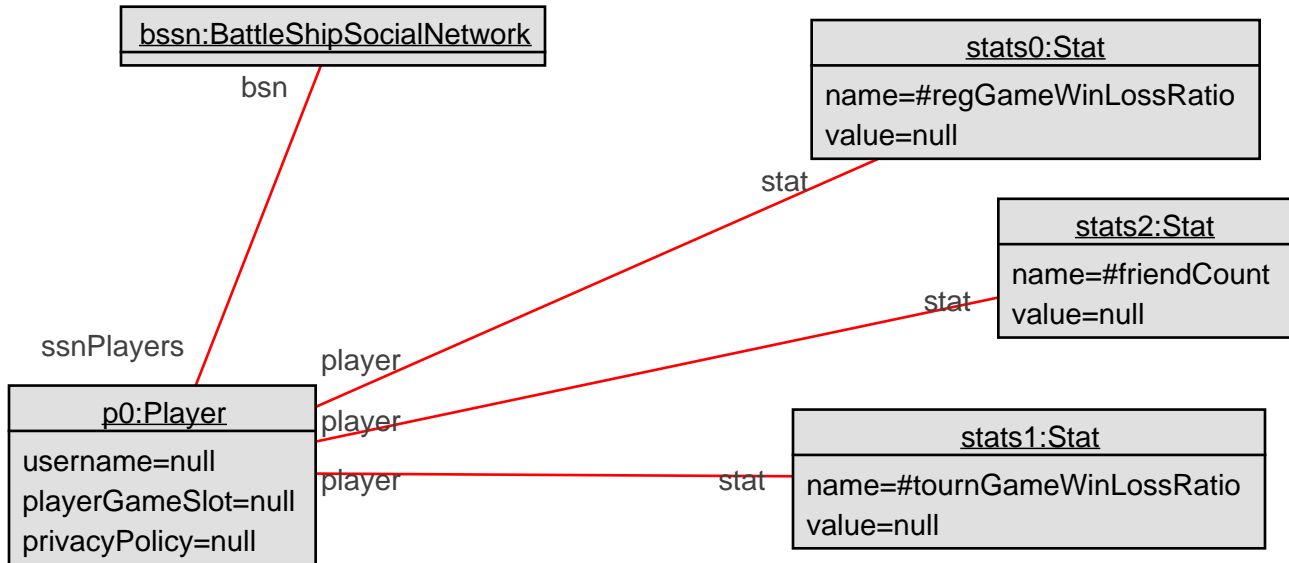 bssn:BattleShipSocialNetwork
bsn
ssnPlayers
p0:Player
username=null
playerGameSlot=null
privacyPolicy=null
player
player
player
stat
stat
stat
stats0:Stat
name=#regGameWinLossRatio
value=null
stats2:Stat
name=#friendCount
value=null
stats1:Stat
name=#tournGameWinLossRatio
value=null